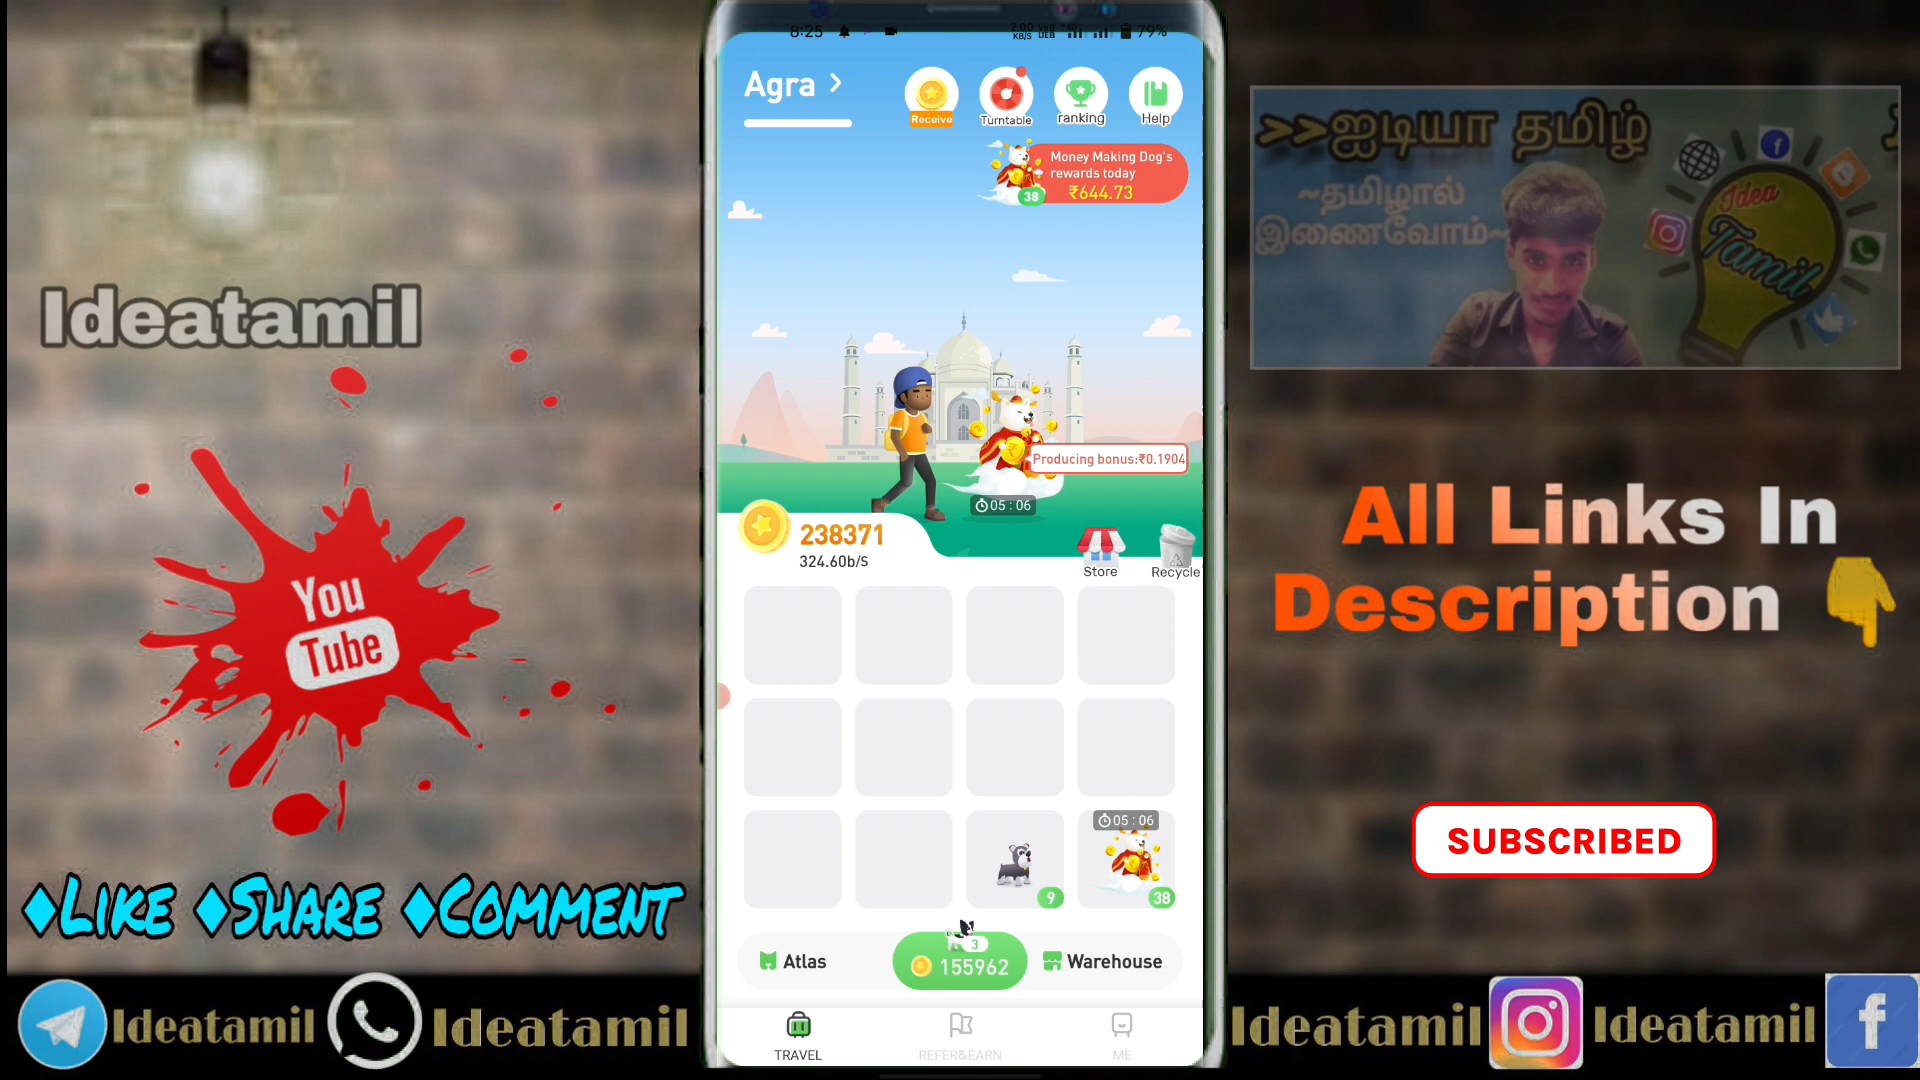 8:25
2.00
KB/S
79%
Agra >
Receive
Turntable
ranking
Help
Money Making Dog's
rewards today
₹644.73
38
Producing bonus:₹0.1904
05 : 06
238371
324.60b/S
Store
Recycle
05 : 06
9
38
Atlas
3
155962
Warehouse
TRAVEL
REFER&EARN
ME
Ideatamil
You
Tube
♦LIKE ♦SHARE ♦COMMENT
Ideatamil
Ideatamil
>>ஐடியா தமிழ்
~தமிழால்
இணைவோம்~
Idea
Tamil
All Links In
Description 👇
SUBSCRIBED
Ideatamil
Ideatamil